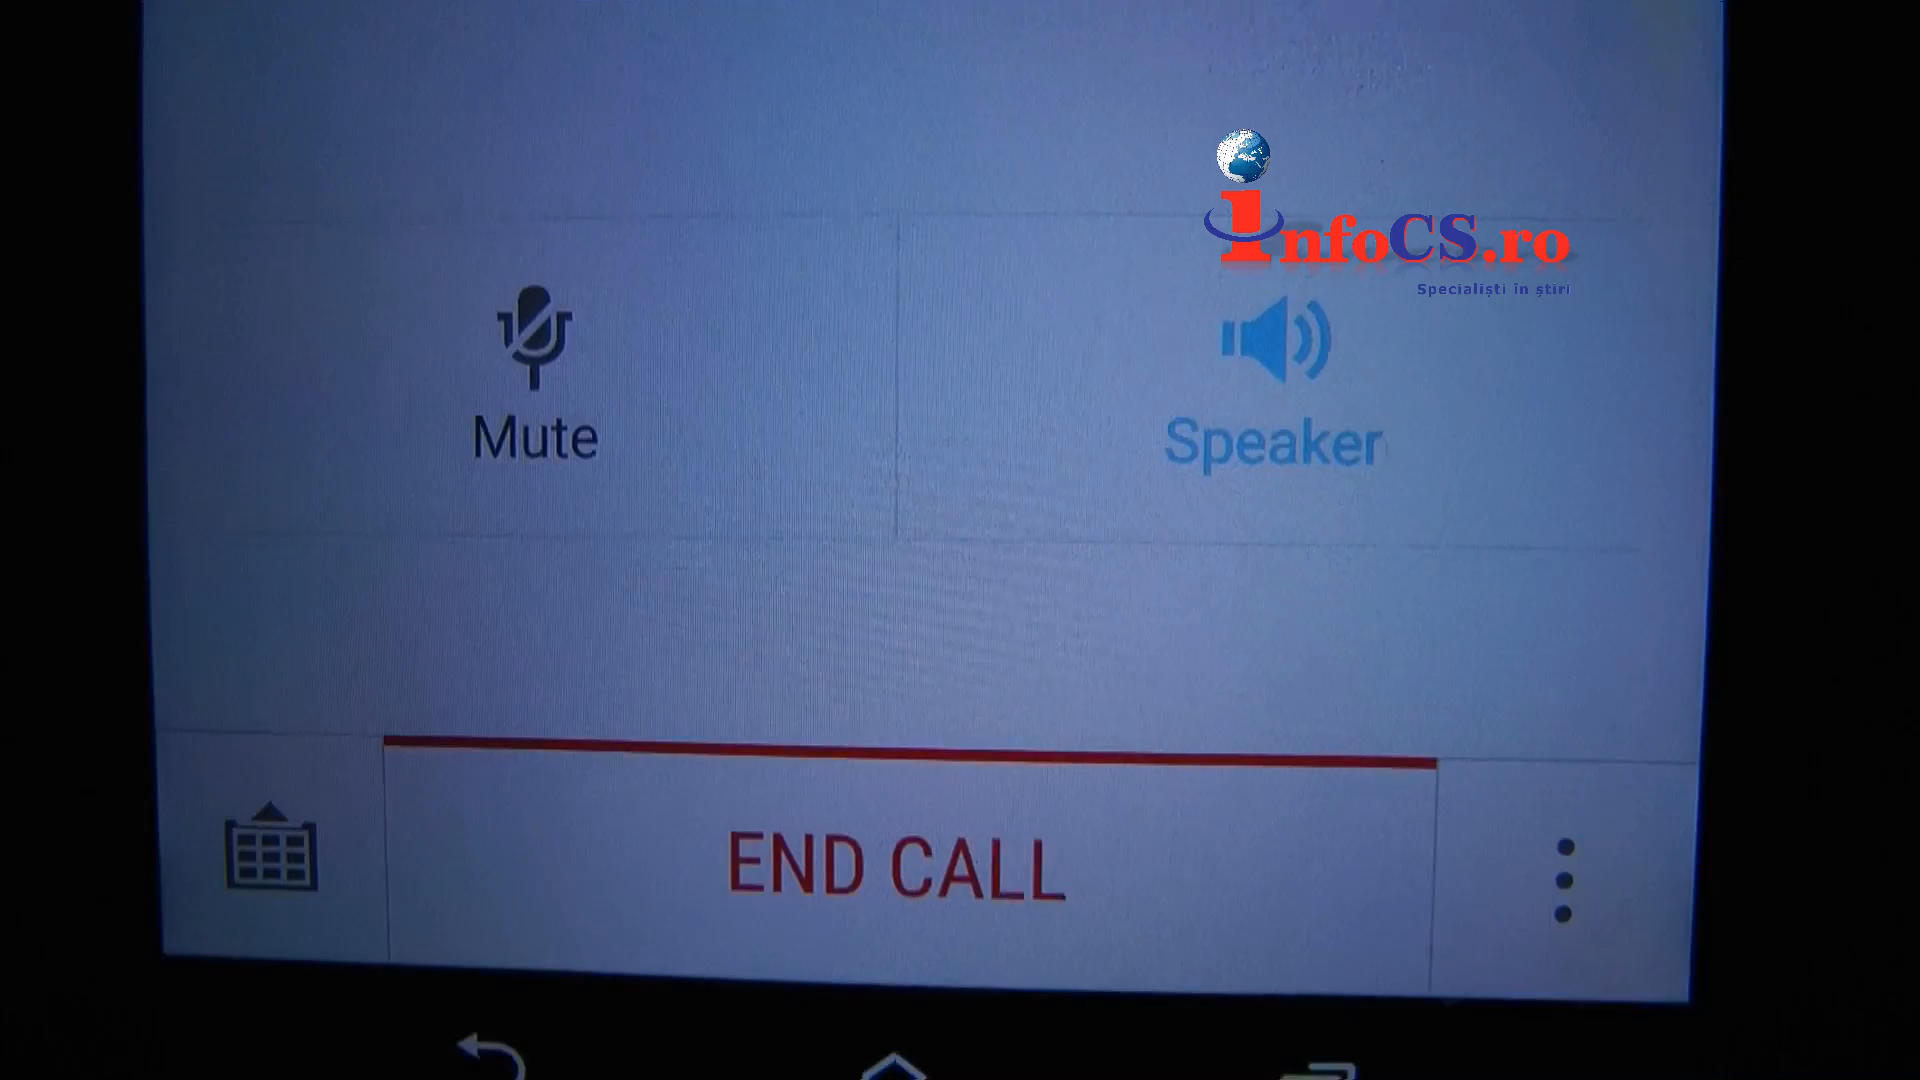 infoCS.ro
Specialiști în știri
Mute
Speaker
END CALL